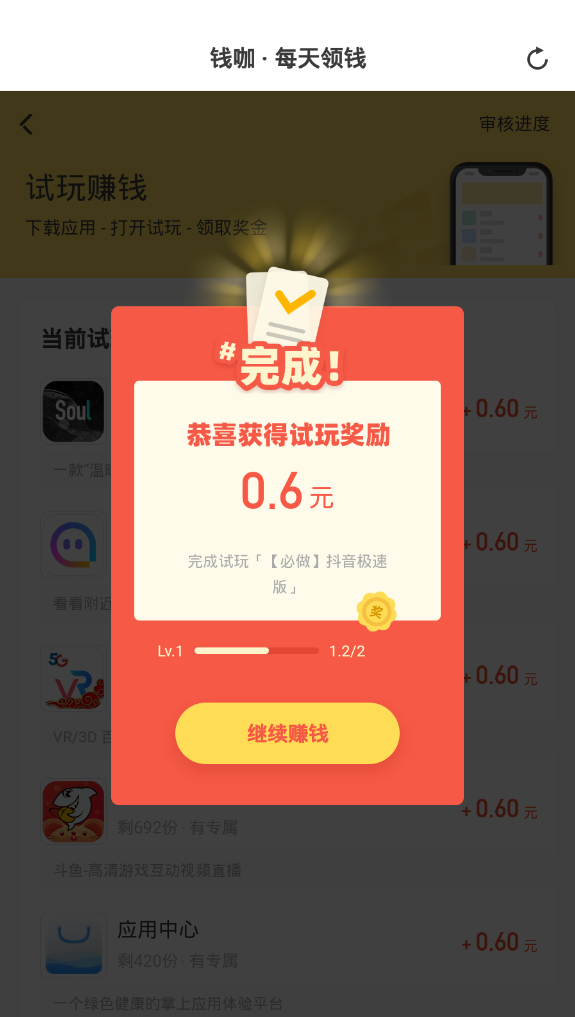 钱咖 · 每天领钱
审核进度
试玩赚钱
下载应用 - 打开试玩 - 领取奖金
当前试
#完成!
恭喜获得试玩奖励
0.6 元
完成试玩「【必做】抖音极速
版」
奖
Lv.1 1.2/2
继续赚钱
Soul
+ 0.60 元
一款“温
+ 0.60 元
看看附近
5G
VR
+ 0.60 元
VR/3D 百
+ 0.60 元
剩692份 · 有专属
斗鱼-高清游戏互动视频直播
应用中心
+ 0.60 元
剩420份 · 有专属
一个绿色健康的掌上应用体验平台